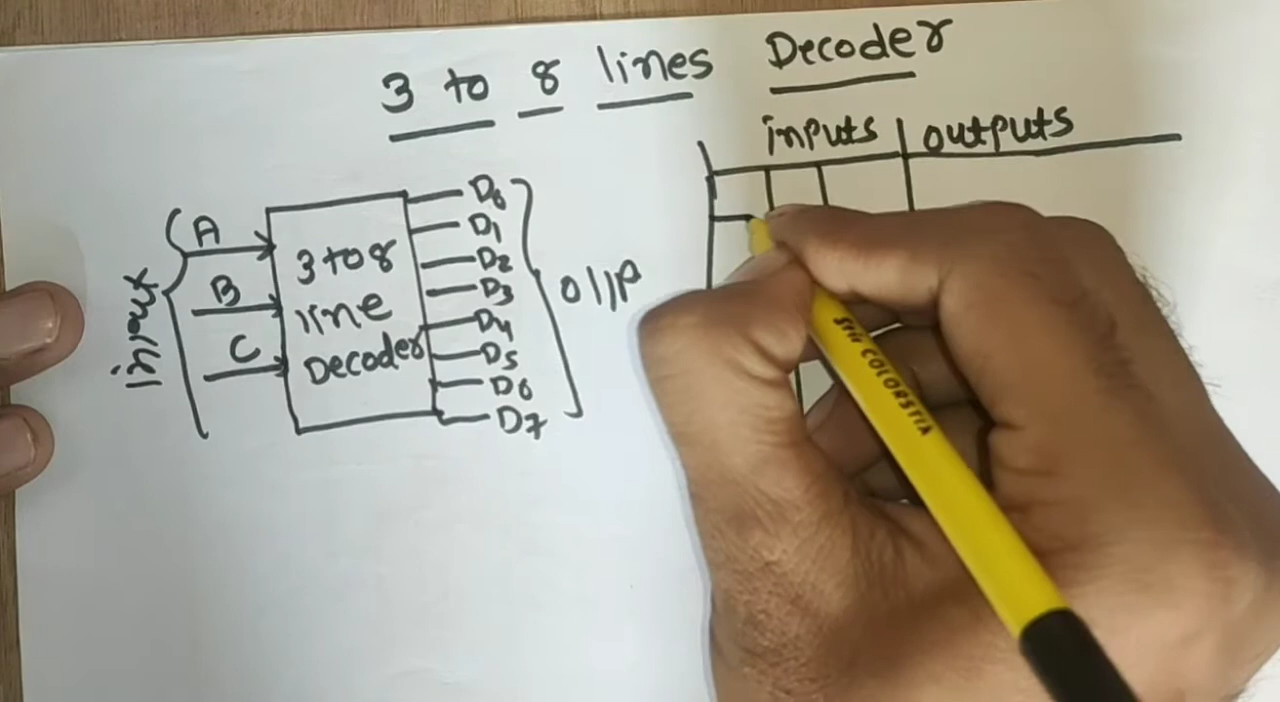 3 to 8 lines Decoder
inputs | outputs
input
A
B
C
3 to 8
line
Decoder
D0
D1
D2
D3
D4
D5
D6
D7
O/P
COLORSTIX